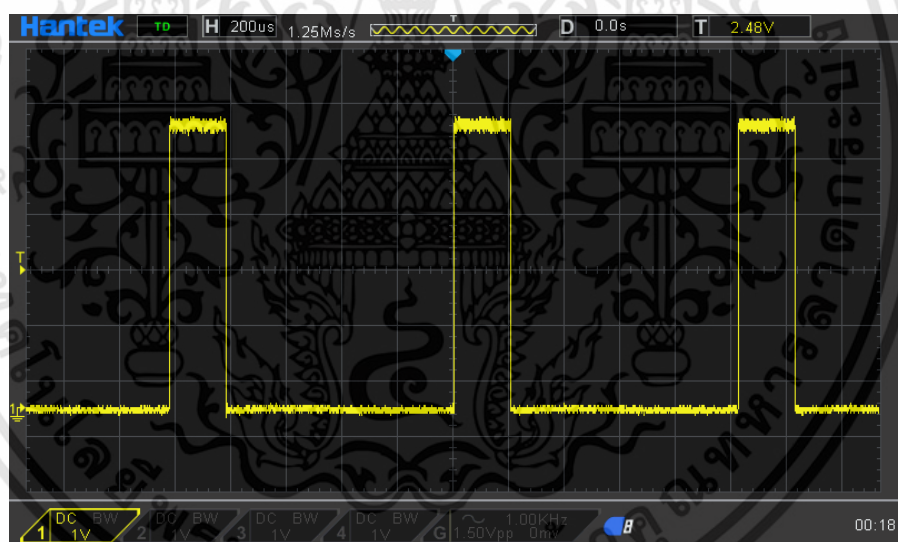 Hantek TD H 200us 1.25Ms/s T D 0.0s T 2.48V
T
1
1 DC BW 1V 2 DC BW 1V 3 DC BW 1V 4 DC BW 1V G 1.00KHz 1.50Vpp 0mV 00:18